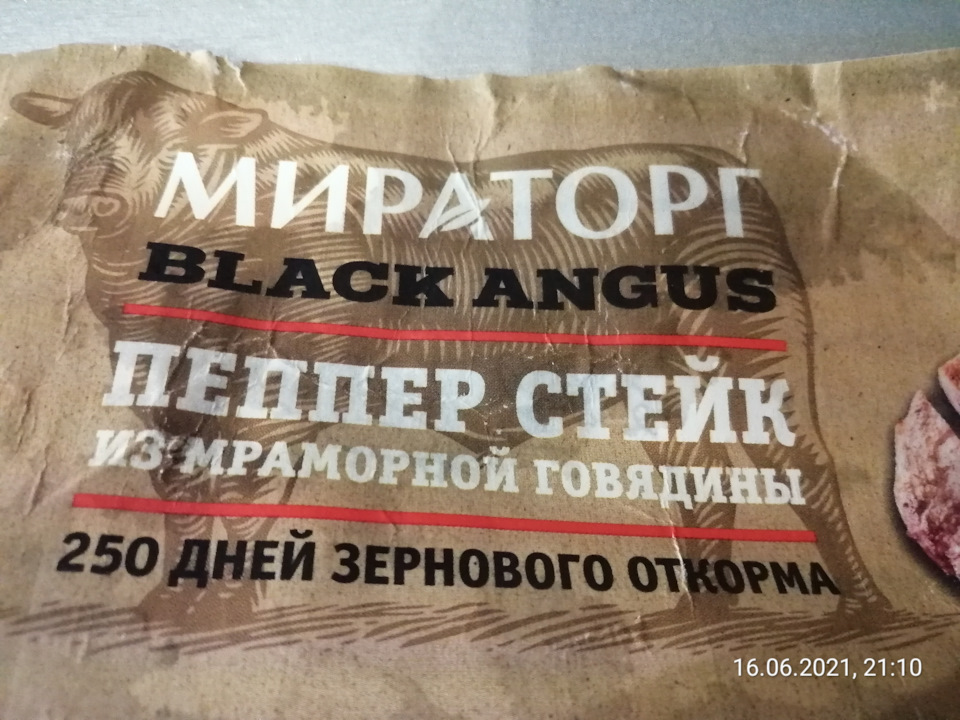 МИРАТОРГ
BLACK ANGUS
ПЕППЕР СТЕЙК
ИЗ МРАМОРНОЙ ГОВЯДИНЫ
250 ДНЕЙ ЗЕРНОВОГО ОТКОРМА
16.06.2021, 21:10